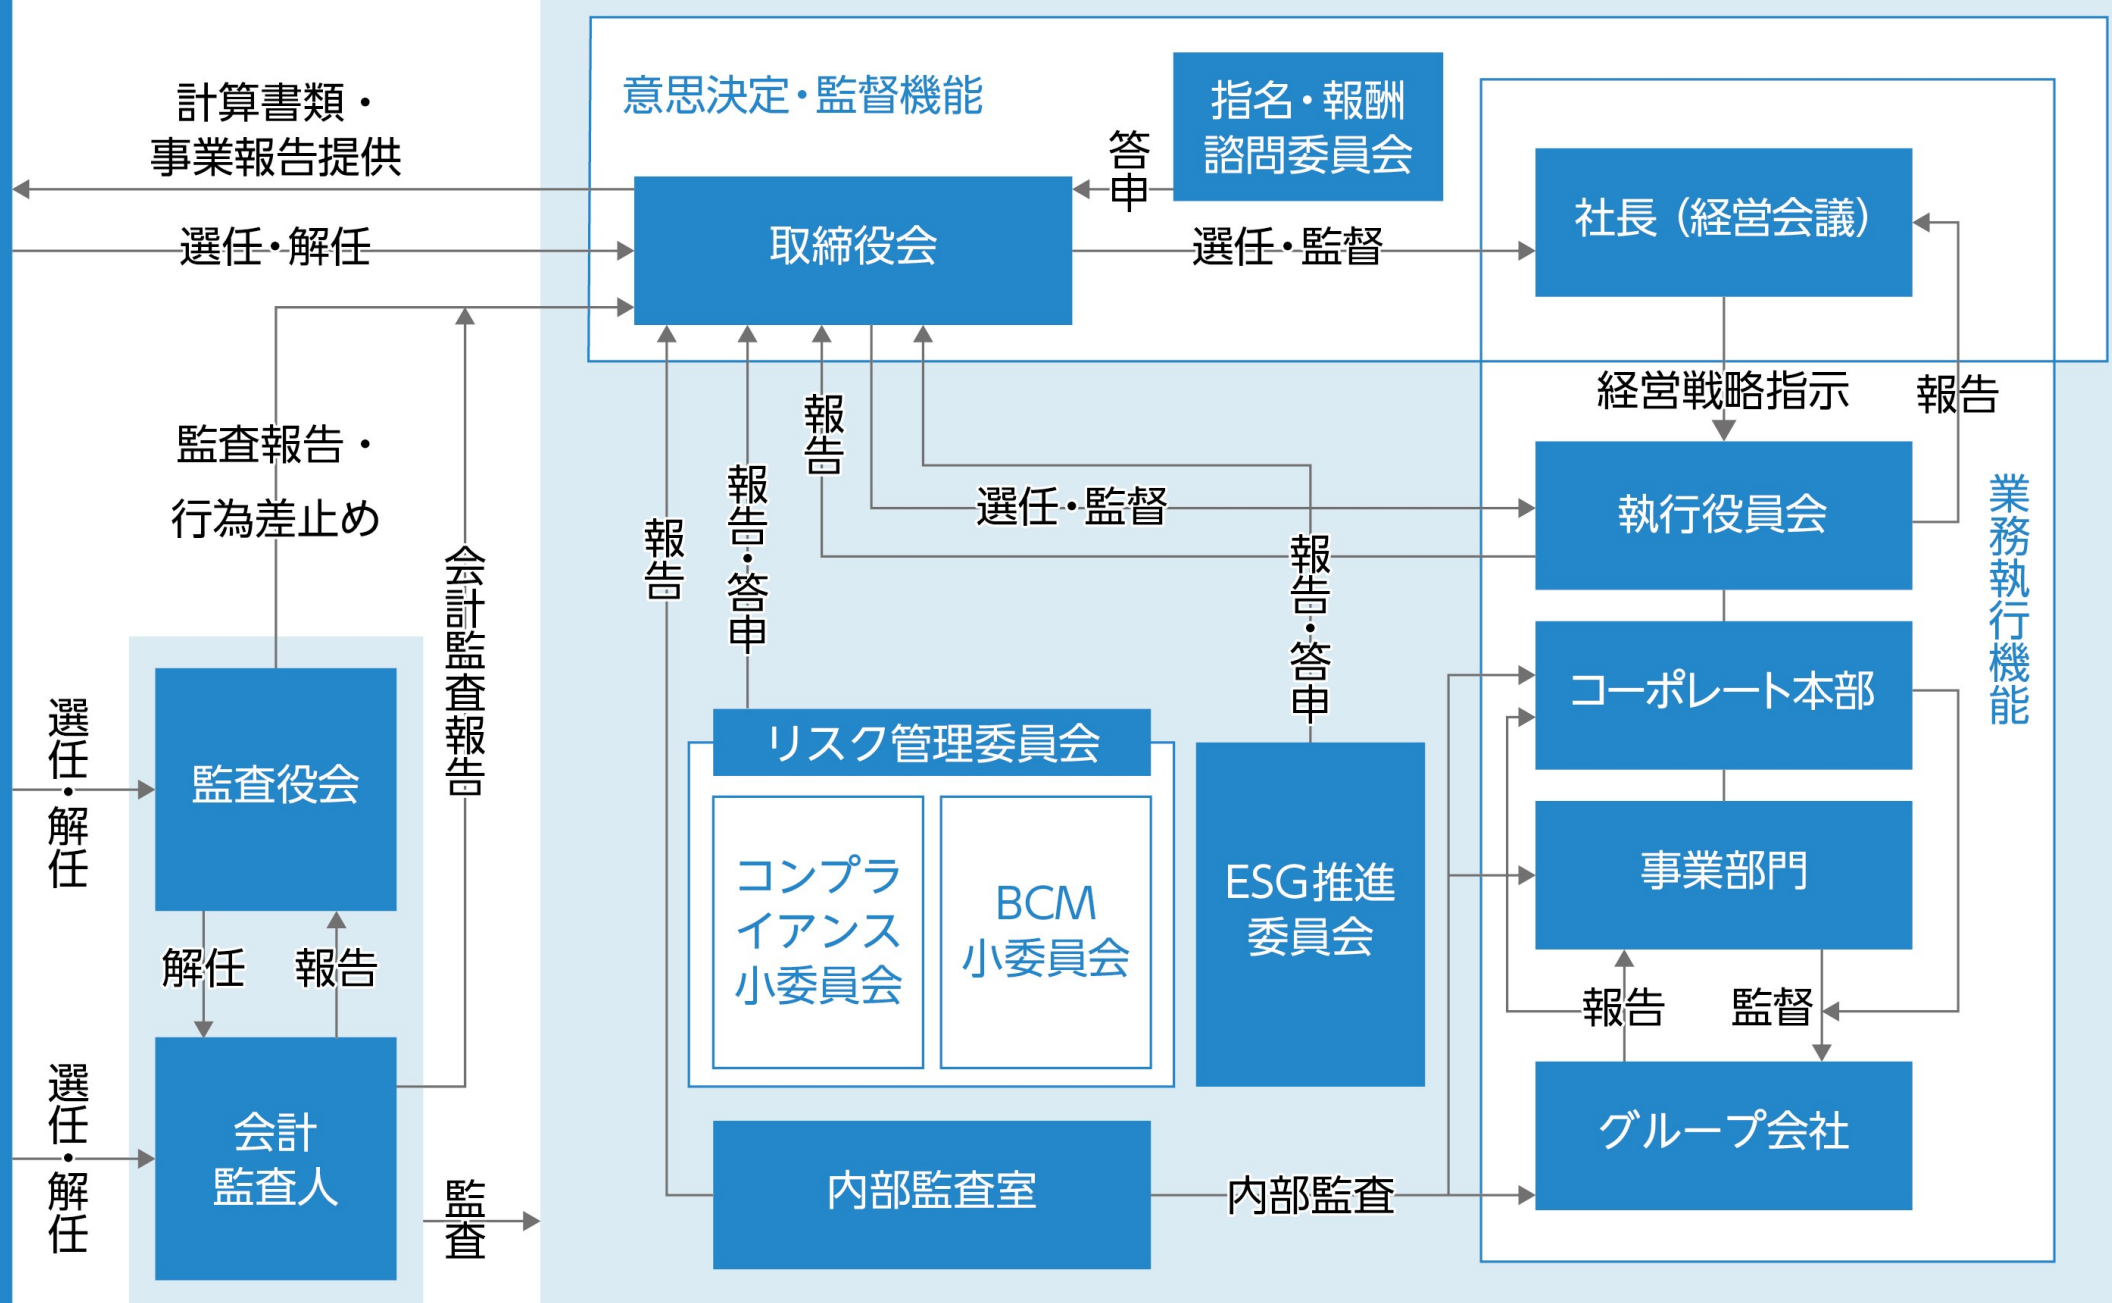 計算書類・
事業報告提供
選任・解任
監査報告・
行為差止め
会計監査報告
選任・解任
監査役会
解任
報告
選任・解任
会計
監査人
監査
意思決定・監督機能
指名・報酬
諮問委員会
答申
取締役会
選任・監督
社長（経営会議）
経営戦略指示
報告
報告
報告・答申
報告
選任・監督
報告・答申
執行役員会
業務執行機能
コーポレート本部
リスク管理委員会
コンプラ
イアンス
小委員会
BCM
小委員会
ESG推進
委員会
事業部門
報告
監督
グループ会社
内部監査室
内部監査